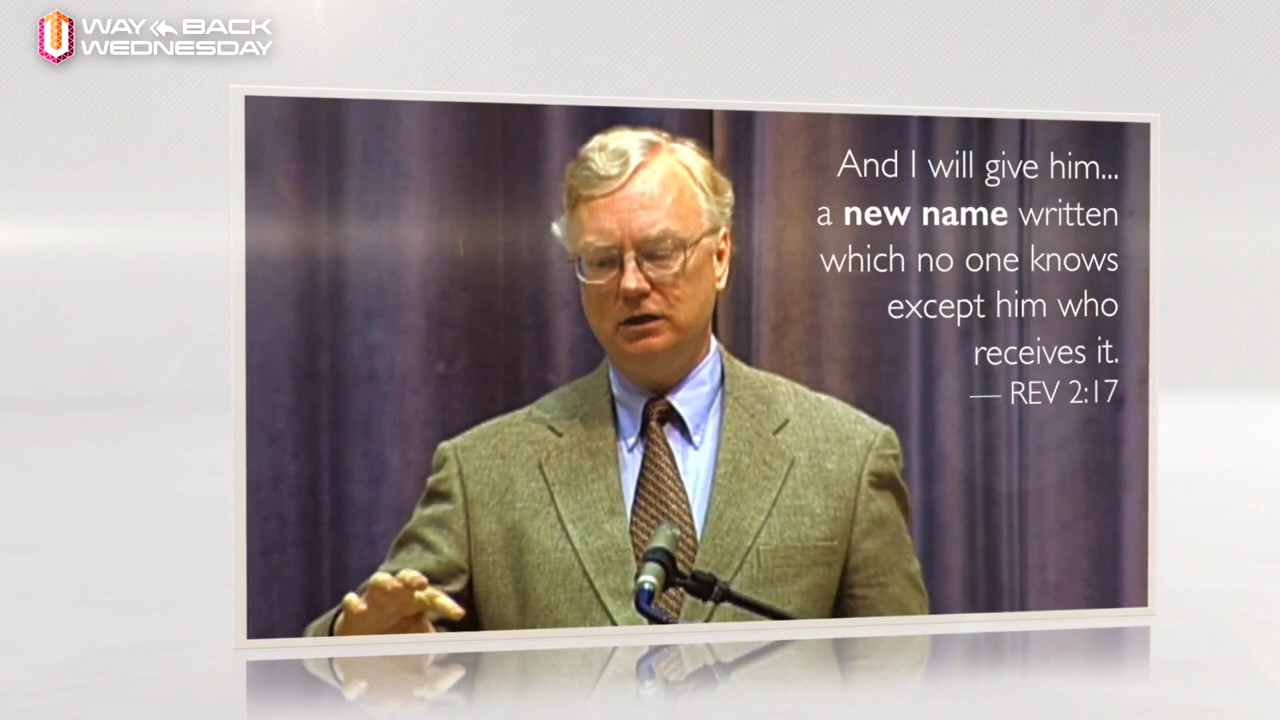 WAY BACK
WEDNESDAY
And I will give him...
a new name written
which no one knows
except him who
receives it.
— REV 2:17